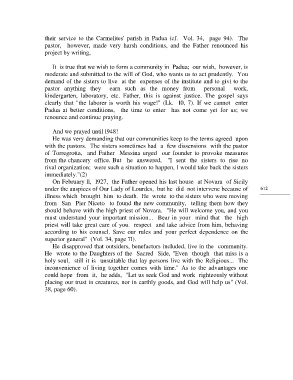 their service to the Carmelites' parish in Padua (cf. Vol. 34, page 94). The
pastor, however, made very harsh conditions, and the Father renounced his
project by writing,
It is true that we wish to form a community in Padua; our wish, however, is
moderate and submitted to the will of God, who wants us to act prudently. You
demand of the sisters to live at the expenses of the institute and to give to the
pastor anything they earn such as the money from personal work,
kindergarten, laboratory, etc. Father, this is against justice. The gospel says
clearly that "the laborer is worth his wage!" (Lk. 10, 7). If we cannot enter
Padua at better conditions, the time to enter has not come yet for us; we
renounce and continue praying.
And we prayed until 1948!
He was very demanding that our communities keep to the terms agreed upon
with the pastors. The sisters sometimes had a few dissensions with the pastor
of Torregrotta, and Father Messina urged our founder to provoke measures
from the chancery office. But he answered, "I sent the sisters to rise no
rival organization, were such a situation to happen, I would take back the sisters
immediately."(2)
On February 11, 1927, the Father opened his last house at Novara of Sicily
under the auspices of Our Lady of Lourdes, but he did not intervene because of
illness which brought him to death. He wrote to the sisters who were moving
from San Pier Niceto to found the new community, telling them how they
should behave with the high priest of Novara. "He will welcome you, and you
must understand your important mission... Bear in your mind that the high
priest will take great care of you, respect and take advice from him, behaving
according to his counsel. Save our rules and your perfect dependence on the
superior general" (Vol. 34, page 71).
He disapproved that outsiders, benefactors included, live in the community.
He wrote to the Daughters of the Sacred Side, "Even though that miss is a
holy soul, still it is unsuitable that lay persons live with the Religious... The
inconvenience of living together comes with time." As to the advantages one
could hope from it, he adds, "Let us seek God and work righteously without
placing our trust in creatures, nor in earthly goods, and God will help us" (Vol.
38, page 60).